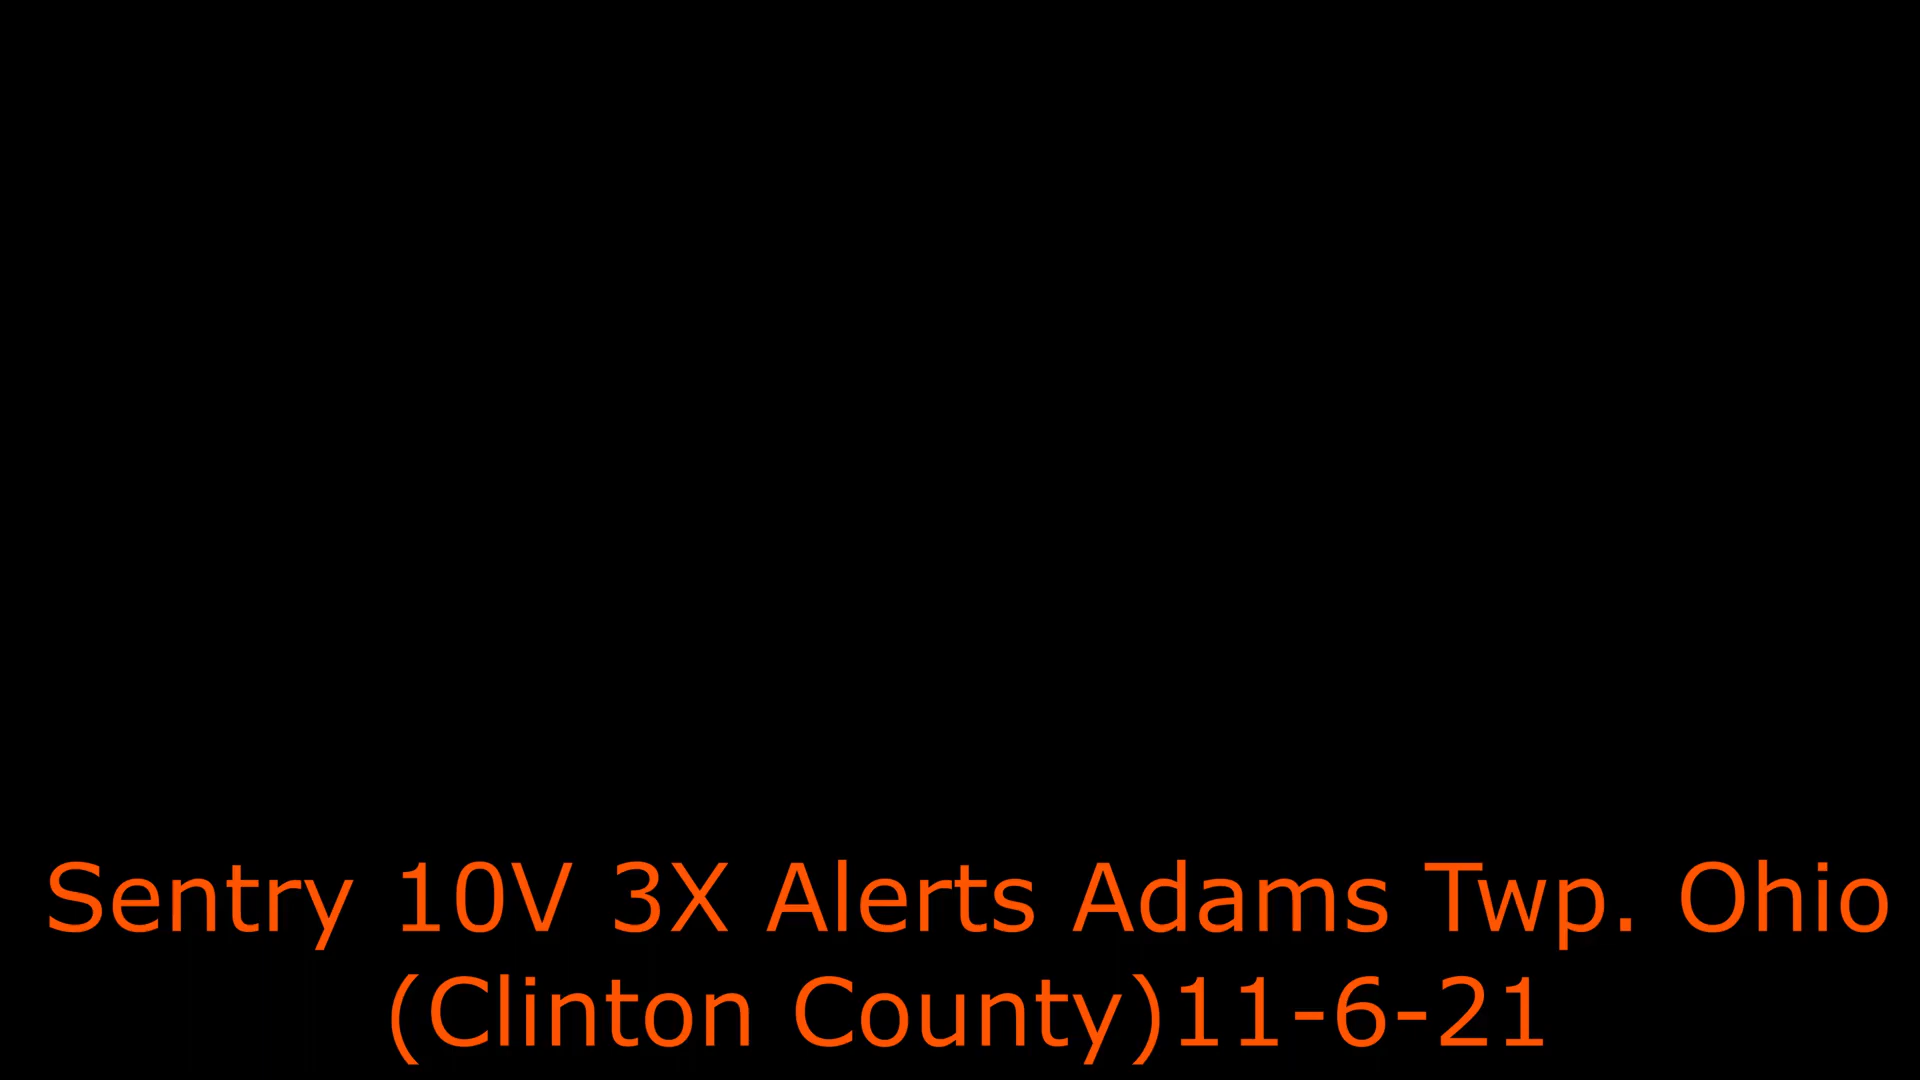 Sentry 10V 3X Alerts Adams Twp. Ohio
(Clinton County)11-6-21